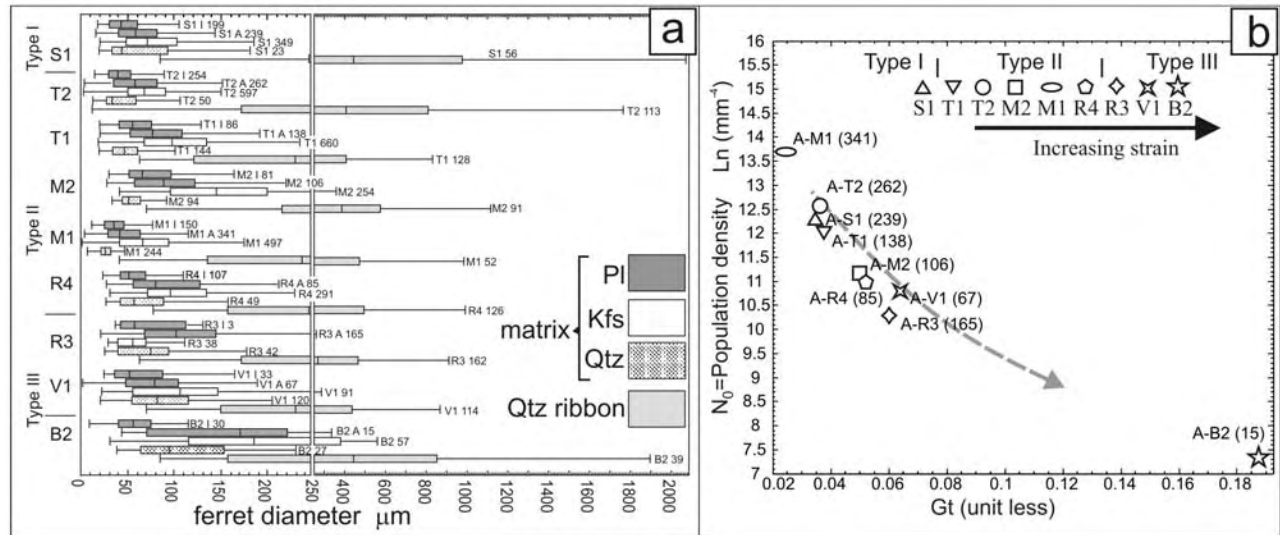 a
Type I
Type II
Type III
S1
T2
T1
M2
M1
R4
R3
V1
B2
S1 I 199
S1 A 239
S1 349
S1 23
S1 56
T2 I 254
T2 A 262
T2 597
T2 50
T2 113
T1 I 86
T1 A 138
T1 660
T1 144
T1 128
M2 I 81
M2 106
M2 254
M2 94
M2 91
M1 I 150
M1 A 341
M1 497
M1 244
M1 52
R4 I 107
R4 A 85
R4 291
R4 49
R4 126
R3 I 3
R3 A 165
R3 38
R3 42
R3 162
V1 I 33
V1 A 67
V1 91
V1 120
V1 114
B2 I 30
B2 A 15
B2 57
B2 27
B2 39
matrix
Pl
Kfs
Qtz
Qtz ribbon
0 50 100 150 200 250 400 600 800 1000 1200 1400 1600 1800 2000
ferret diameter μm
b
N0=Population density Ln (mm⁻⁴)
16
15.5
15
14.5
14
13.5
13
12.5
12
11.5
11
10.5
10
9.5
9
8.5
8
7.5
7
Type I | Type II | Type III
S1 T1 T2 M2 M1 R4 R3 V1 B2
Increasing strain
A-M1 (341)
A-T2 (262)
A-S1 (239)
A-T1 (138)
A-M2 (106)
A-R4 (85)
A-V1 (67)
A-R3 (165)
A-B2 (15)
0.02 0.04 0.06 0.08 0.10 0.12 0.14 0.16 0.18
Gt (unit less)